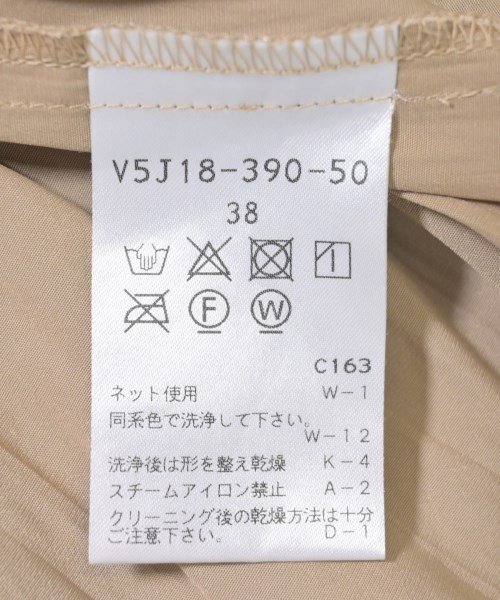 V5J18-390-50
38
F W
C163
ネット使用 W-1
同系色で洗浄して下さい。
W-12
洗浄後は形を整え乾燥 K-4
スチームアイロン禁止 A-2
クリーニング後の乾燥方法は十分
ご注意下さい。 D-1